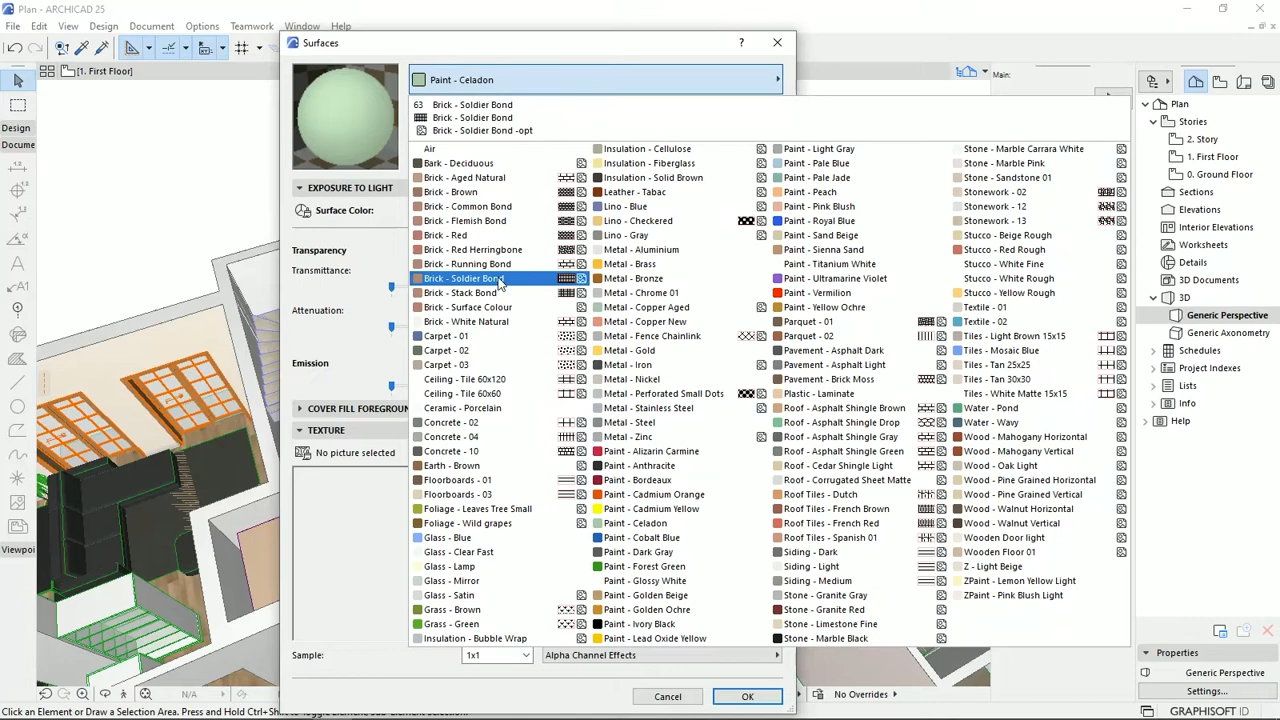 Plan - ARCHICAD 25
File Edit View Design Document Options Teamwork Window Help
[1. First Floor]
Main:
Design
Docume
Viewpoi
Surfaces
?
Paint - Celadon
EXPOSURE TO LIGHT
Surface Color:
Transparency
Transmittance:
Attenuation:
Emission
COVER FILL FOREGROUN
TEXTURE
No picture selected
Sample:
1x1
Alpha Channel Effects
Cancel
OK
63 Brick - Soldier Bond
Brick - Soldier Bond
Brick - Soldier Bond -opt
Air
Bark - Deciduous
Brick - Aged Natural
Brick - Brown
Brick - Common Bond
Brick - Flemish Bond
Brick - Red
Brick - Red Herringbone
Brick - Running Bond
Brick - Soldier Bond
Brick - Stack Bond
Brick - Surface Colour
Brick - White Natural
Carpet - 01
Carpet - 02
Carpet - 03
Ceiling - Tile 60x120
Ceiling - Tile 60x60
Ceramic - Porcelain
Concrete - 02
Concrete - 04
Concrete - 10
Earth - Brown
Floorboards - 01
Floorboards - 03
Foliage - Leaves Tree Small
Foliage - Wild grapes
Glass - Blue
Glass - Clear Fast
Glass - Lamp
Glass - Mirror
Glass - Satin
Grass - Brown
Grass - Green
Insulation - Bubble Wrap
Insulation - Cellulose
Insulation - Fiberglass
Insulation - Solid Brown
Leather - Tabac
Lino - Blue
Lino - Checkered
Lino - Gray
Metal - Aluminium
Metal - Brass
Metal - Bronze
Metal - Chrome 01
Metal - Copper Aged
Metal - Copper New
Metal - Fence Chainlink
Metal - Gold
Metal - Iron
Metal - Nickel
Metal - Perforated Small Dots
Metal - Stainless Steel
Metal - Steel
Metal - Zinc
Paint - Alizarin Carmine
Paint - Anthracite
Paint - Bordeaux
Paint - Cadmium Orange
Paint - Cadmium Yellow
Paint - Celadon
Paint - Cobalt Blue
Paint - Dark Gray
Paint - Forest Green
Paint - Glossy White
Paint - Golden Beige
Paint - Golden Ochre
Paint - Ivory Black
Paint - Lead Oxide Yellow
Paint - Light Gray
Paint - Pale Blue
Paint - Pale Jade
Paint - Peach
Paint - Pink Blush
Paint - Royal Blue
Paint - Sand Beige
Paint - Sienna Sand
Paint - Titanium White
Paint - Ultramarine Violet
Paint - Vermilion
Paint - Yellow Ochre
Parquet - 01
Parquet - 02
Pavement - Asphalt Dark
Pavement - Asphalt Light
Pavement - Brick Moss
Plastic - Laminate
Roof - Asphalt Shingle Brown
Roof - Asphalt Shingle Drop
Roof - Asphalt Shingle Gray
Roof - Asphalt Shingle Green
Roof - Cedar Shingle Light
Roof - Corrugated Sheet Matte
Roof Tiles - Dutch
Roof Tiles - French Brown
Roof Tiles - French Red
Roof Tiles - Spanish 01
Siding - Dark
Siding - Light
Siding - Medium
Stone - Granite Gray
Stone - Granite Red
Stone - Limestone Fine
Stone - Marble Black
Stone - Marble Carrara White
Stone - Marble Pink
Stone - Sandstone 01
Stonework - 02
Stonework - 12
Stonework - 13
Stucco - Beige Rough
Stucco - Red Rough
Stucco - White Fine
Stucco - White Rough
Stucco - Yellow Rough
Textile - 01
Textile - 02
Tiles - Light Brown 15x15
Tiles - Mosaic Blue
Tiles - Tan 25x25
Tiles - Tan 30x30
Tiles - White Matte 15x15
Water - Pond
Water - Wavy
Wood - Mahogany Horizontal
Wood - Mahogany Vertical
Wood - Oak Light
Wood - Pine Grained Horizontal
Wood - Pine Grained Vertical
Wood - Walnut Horizontal
Wood - Walnut Vertical
Wooden Door light
Wooden Floor 01
Z - Light Beige
ZPaint - Lemon Yellow Light
ZPaint - Pink Blush Light
Plan
Stories
2. Story
1. First Floor
0. Ground Floor
Sections
Elevations
Interior Elevations
Worksheets
Details
3D Documents
3D
Generic Perspective
Generic Axonometry
Schedules
Project Indexes
Lists
Info
Help
Properties
Generic Perspective
Settings...
GRAPHISOFT ID
N/A
No Overrides